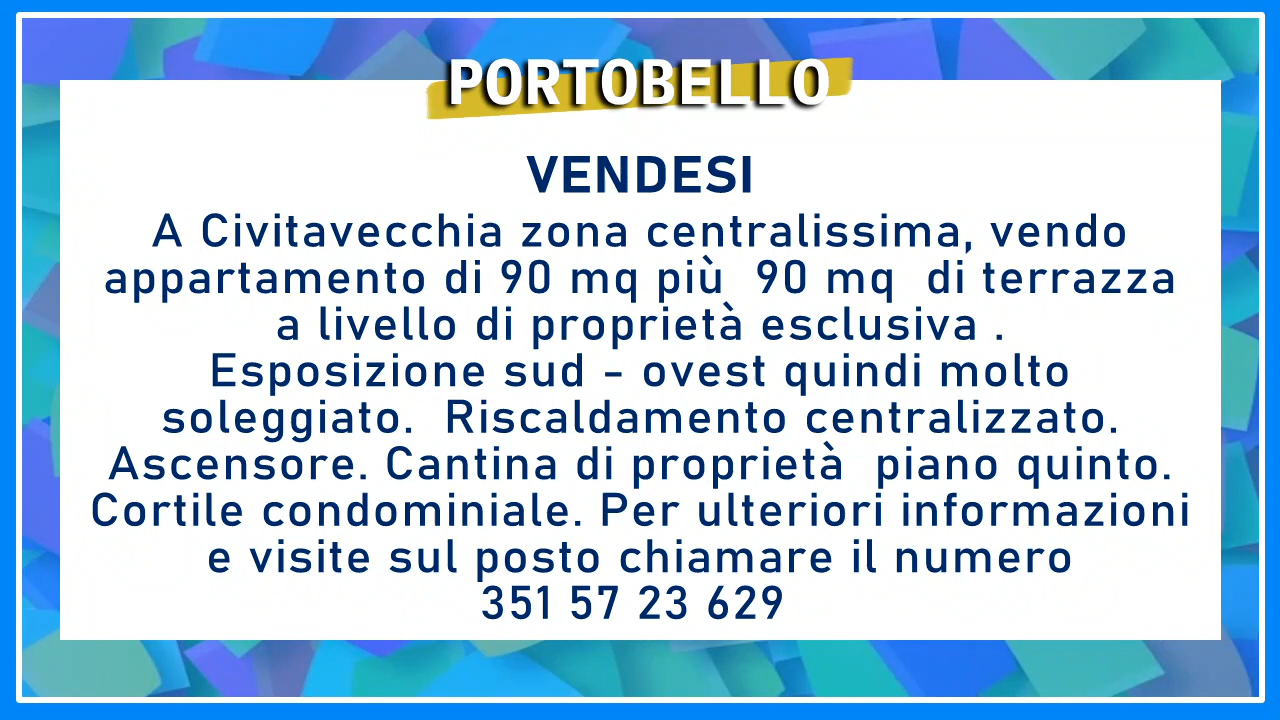 PORTOBELLO
VENDESI
A Civitavecchia zona centralissima, vendo
appartamento di 90 mq più  90 mq  di terrazza
a livello di proprietà esclusiva .
Esposizione sud - ovest quindi molto
soleggiato.  Riscaldamento centralizzato.
Ascensore. Cantina di proprietà  piano quinto.
Cortile condominiale. Per ulteriori informazioni
e visite sul posto chiamare il numero
351 57 23 629